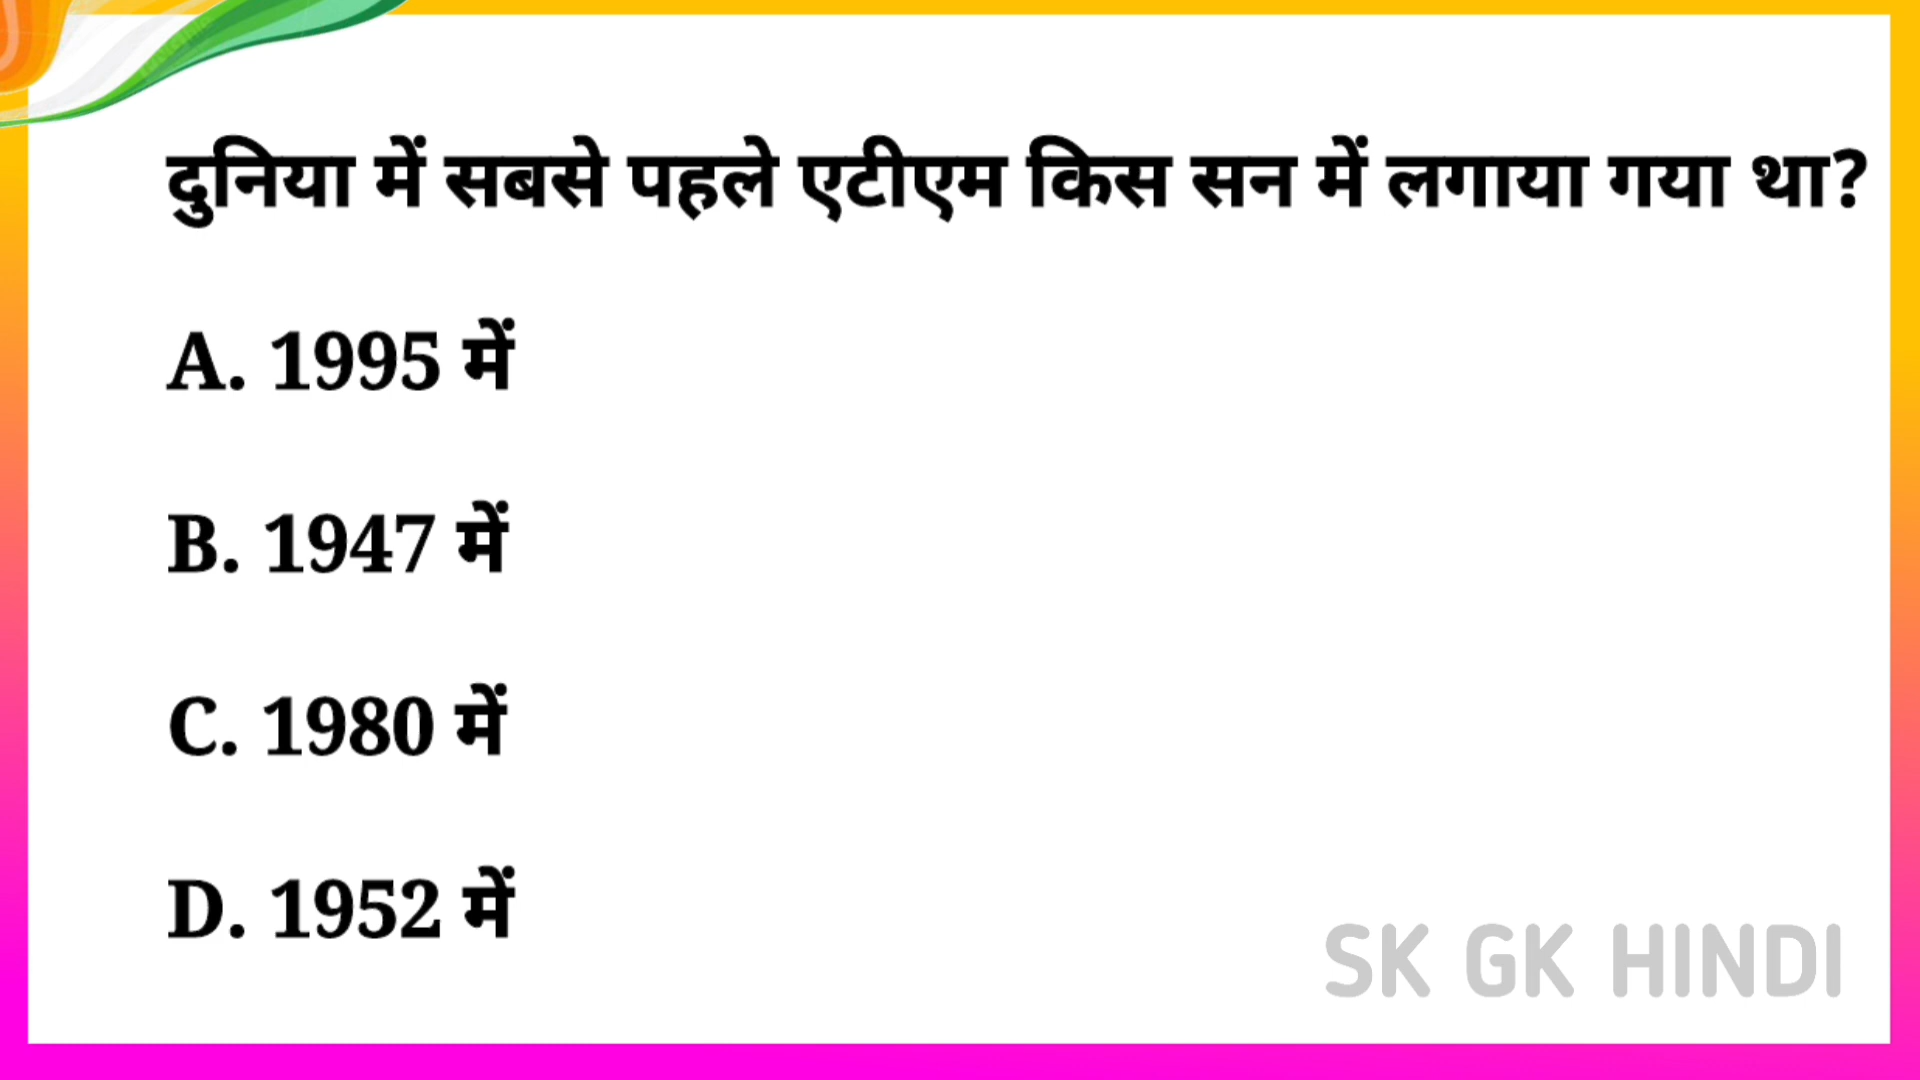 दुनिया में सबसे पहले एटीएम किस सन में लगाया गया था?
A. 1995 में
B. 1947 में
C. 1980 में
D. 1952 में
SK GK HINDI